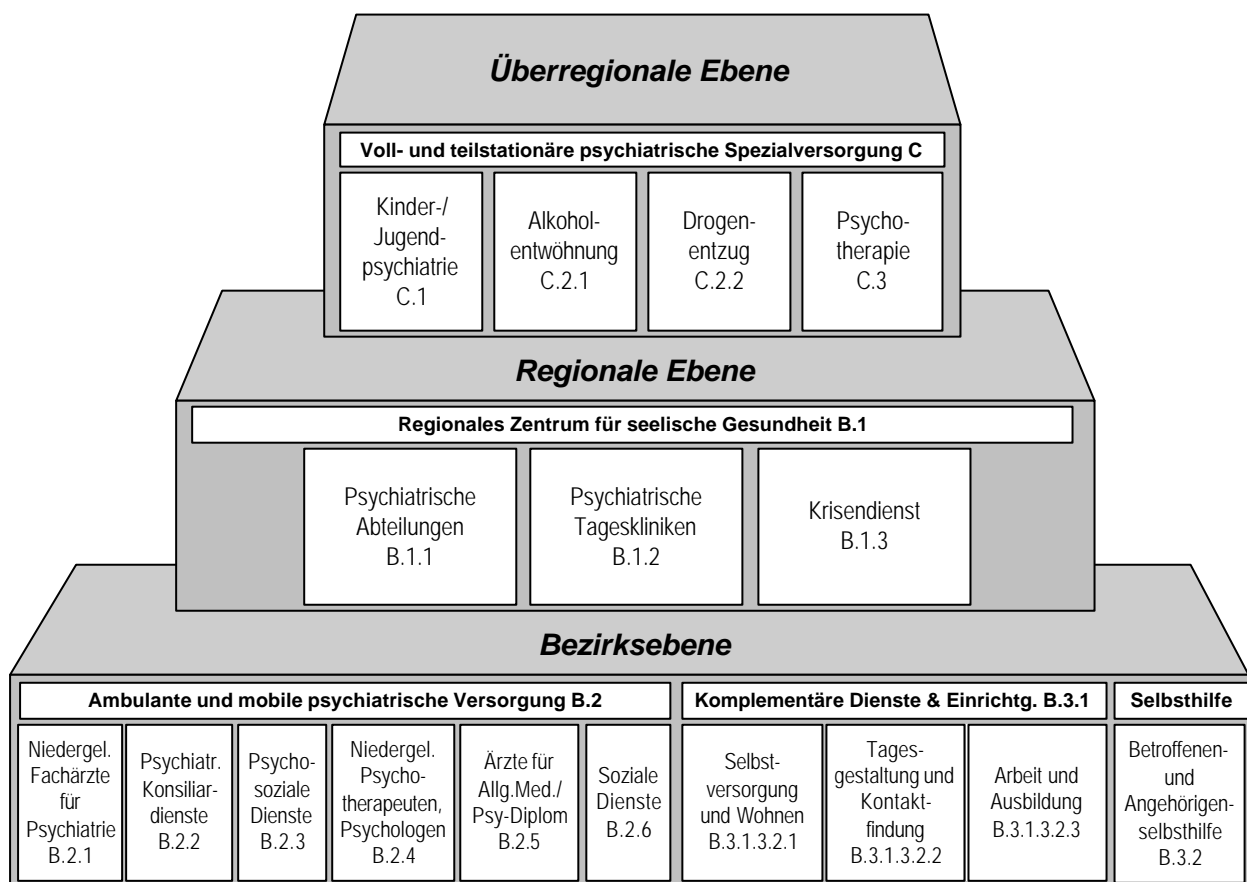 Überregionale Ebene
Voll- und teilstationäre psychiatrische Spezialversorgung C
Kinder-/
Jugend-
psychiatrie
C.1
Alkohol-
entwöhnung
C.2.1
Drogen-
entzug
C.2.2
Psycho-
therapie
C.3
Regionale Ebene
Regionales Zentrum für seelische Gesundheit B.1
Psychiatrische
Abteilungen
B.1.1
Psychiatrische
Tageskliniken
B.1.2
Krisendienst
B.1.3
Bezirksebene
Ambulante und mobile psychiatrische Versorgung B.2
Niedergel.
Fachärzte
für
Psychiatrie
B.2.1
Psychiatr.
Konsiliar-
dienste
B.2.2
Psycho-
soziale
Dienste
B.2.3
Niedergel.
Psycho-
therapeuten,
Psychologen
B.2.4
Ärzte für
Allg.Med./
Psy-Diplom
B.2.5
Soziale
Dienste
B.2.6
Komplementäre Dienste & Einrichtg. B.3.1
Selbst-
versorgung
und Wohnen
B.3.1.3.2.1
Tages-
gestaltung und
Kontakt-
findung
B.3.1.3.2.2
Arbeit und
Ausbildung
B.3.1.3.2.3
Selbsthilfe
Betroffenen-
und
Angehörigen-
selbsthilfe
B.3.2